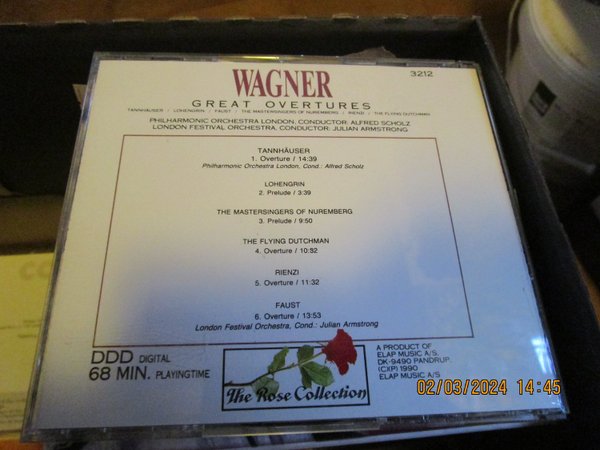 WAGNER
3212
GREAT OVERTURES
TANNHÄUSER / LOHENGRIN / FAUST / THE MASTERSINGERS OF NUREMBERG / RIENZI / THE FLYING DUTCHMAN
PHILHARMONIC ORCHESTRA LONDON, CONDUCTOR: ALFRED SCHOLZ
LONDON FESTIVAL ORCHESTRA, CONDUCTOR: JULIAN ARMSTRONG
TANNHÄUSER
1. Overture / 14:39
Philharmonic Orchestra London, Cond.: Alfred Scholz
LOHENGRIN
2. Prelude / 3:39
THE MASTERSINGERS OF NUREMBERG
3. Prelude / 9:50
THE FLYING DUTCHMAN
4. Overture / 10:32
RIENZI
5. Overture / 11:32
FAUST
6. Overture / 13:53
London Festival Orchestra, Cond.: Julian Armstrong
DDD DIGITAL
68 MIN. PLAYINGTIME
The Rose Collection
A PRODUCT OF
ELAP MUSIC A/S.
DK-9490 PANDRUP.
(CXP) 1990
ELAP MUSIC A/S
02/03/2024 14:45